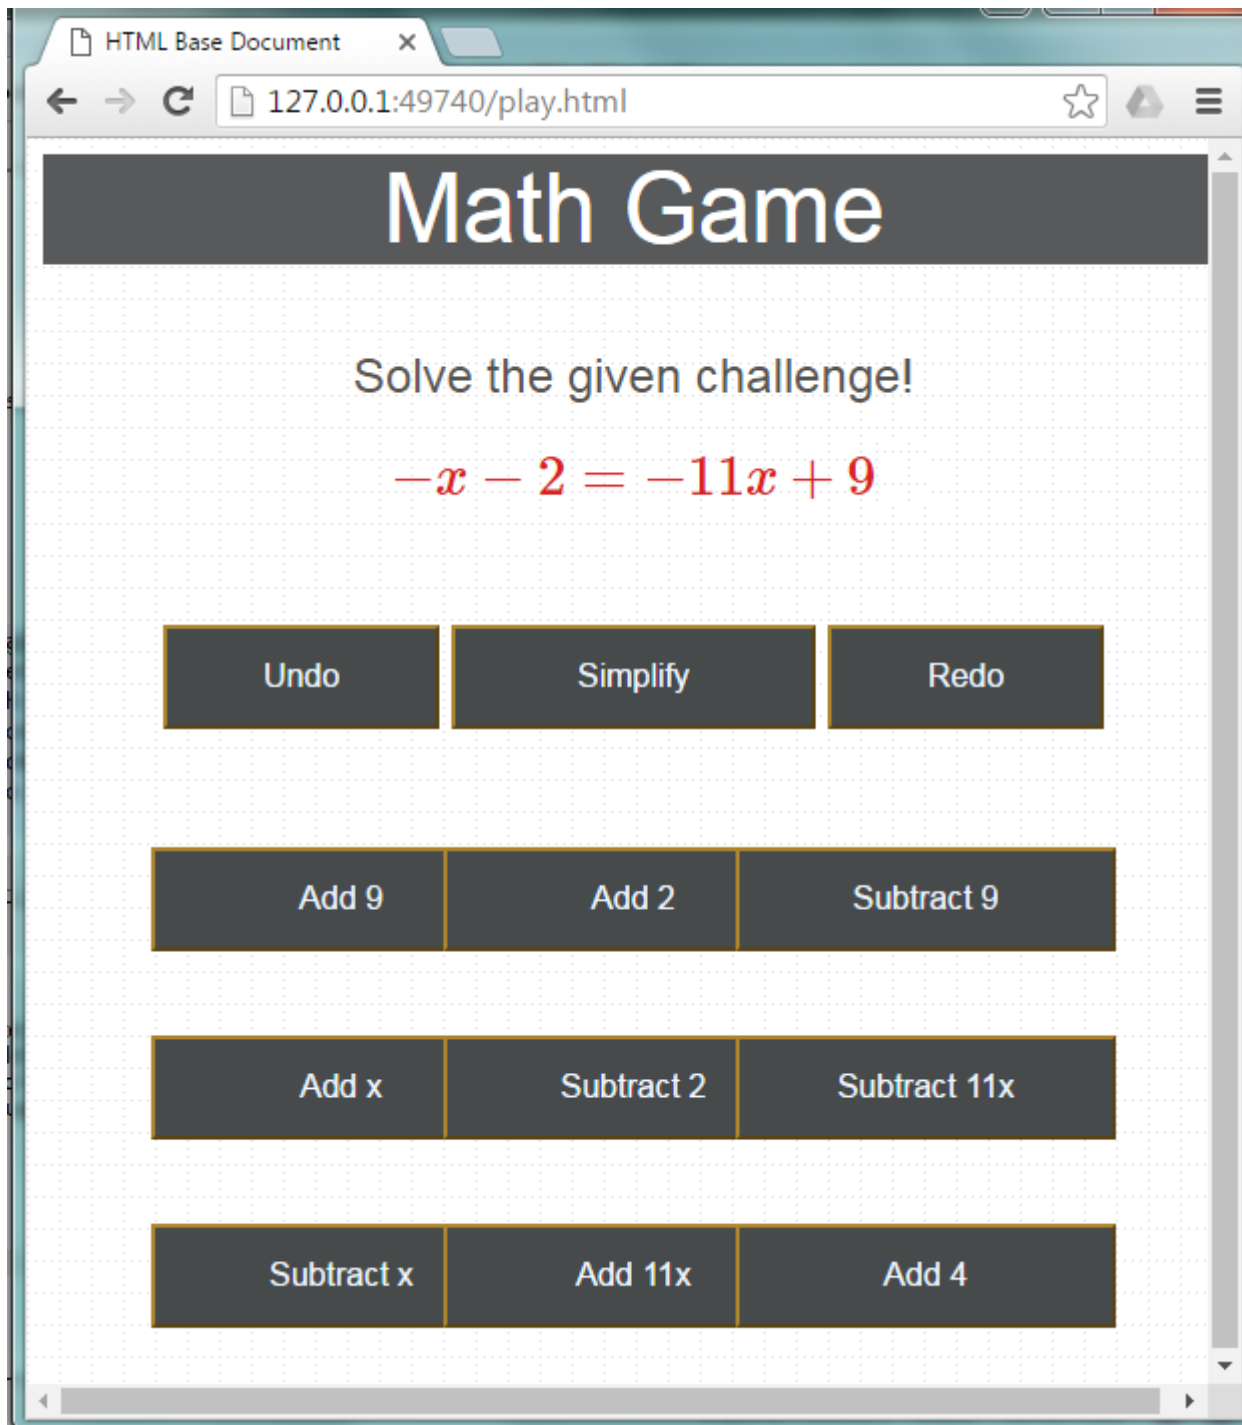 HTML Base Document
127.0.0.1:49740/play.html
Math Game
Solve the given challenge!
−x − 2 = −11x + 9
Undo Simplify Redo
Add 9 Add 2 Subtract 9
Add x Subtract 2 Subtract 11x
Subtract x Add 11x Add 4